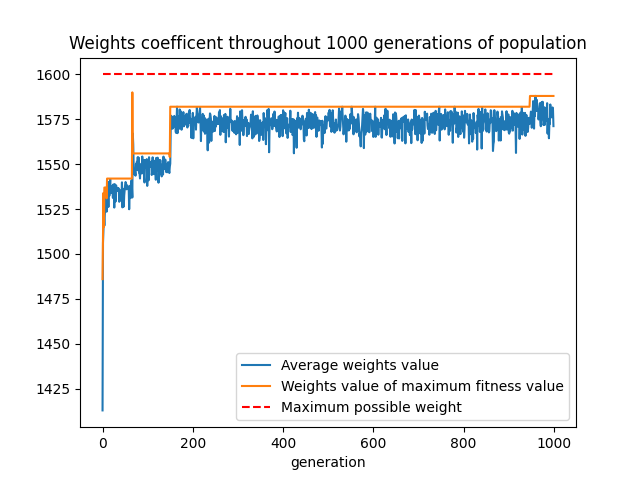 Weights coefficent throughout 1000 generations of population
1600
1575
1550
1525
1500
1475
1450
1425
Average weights value
Weights value of maximum fitness value
Maximum possible weight
0 200 400 600 800 1000
generation